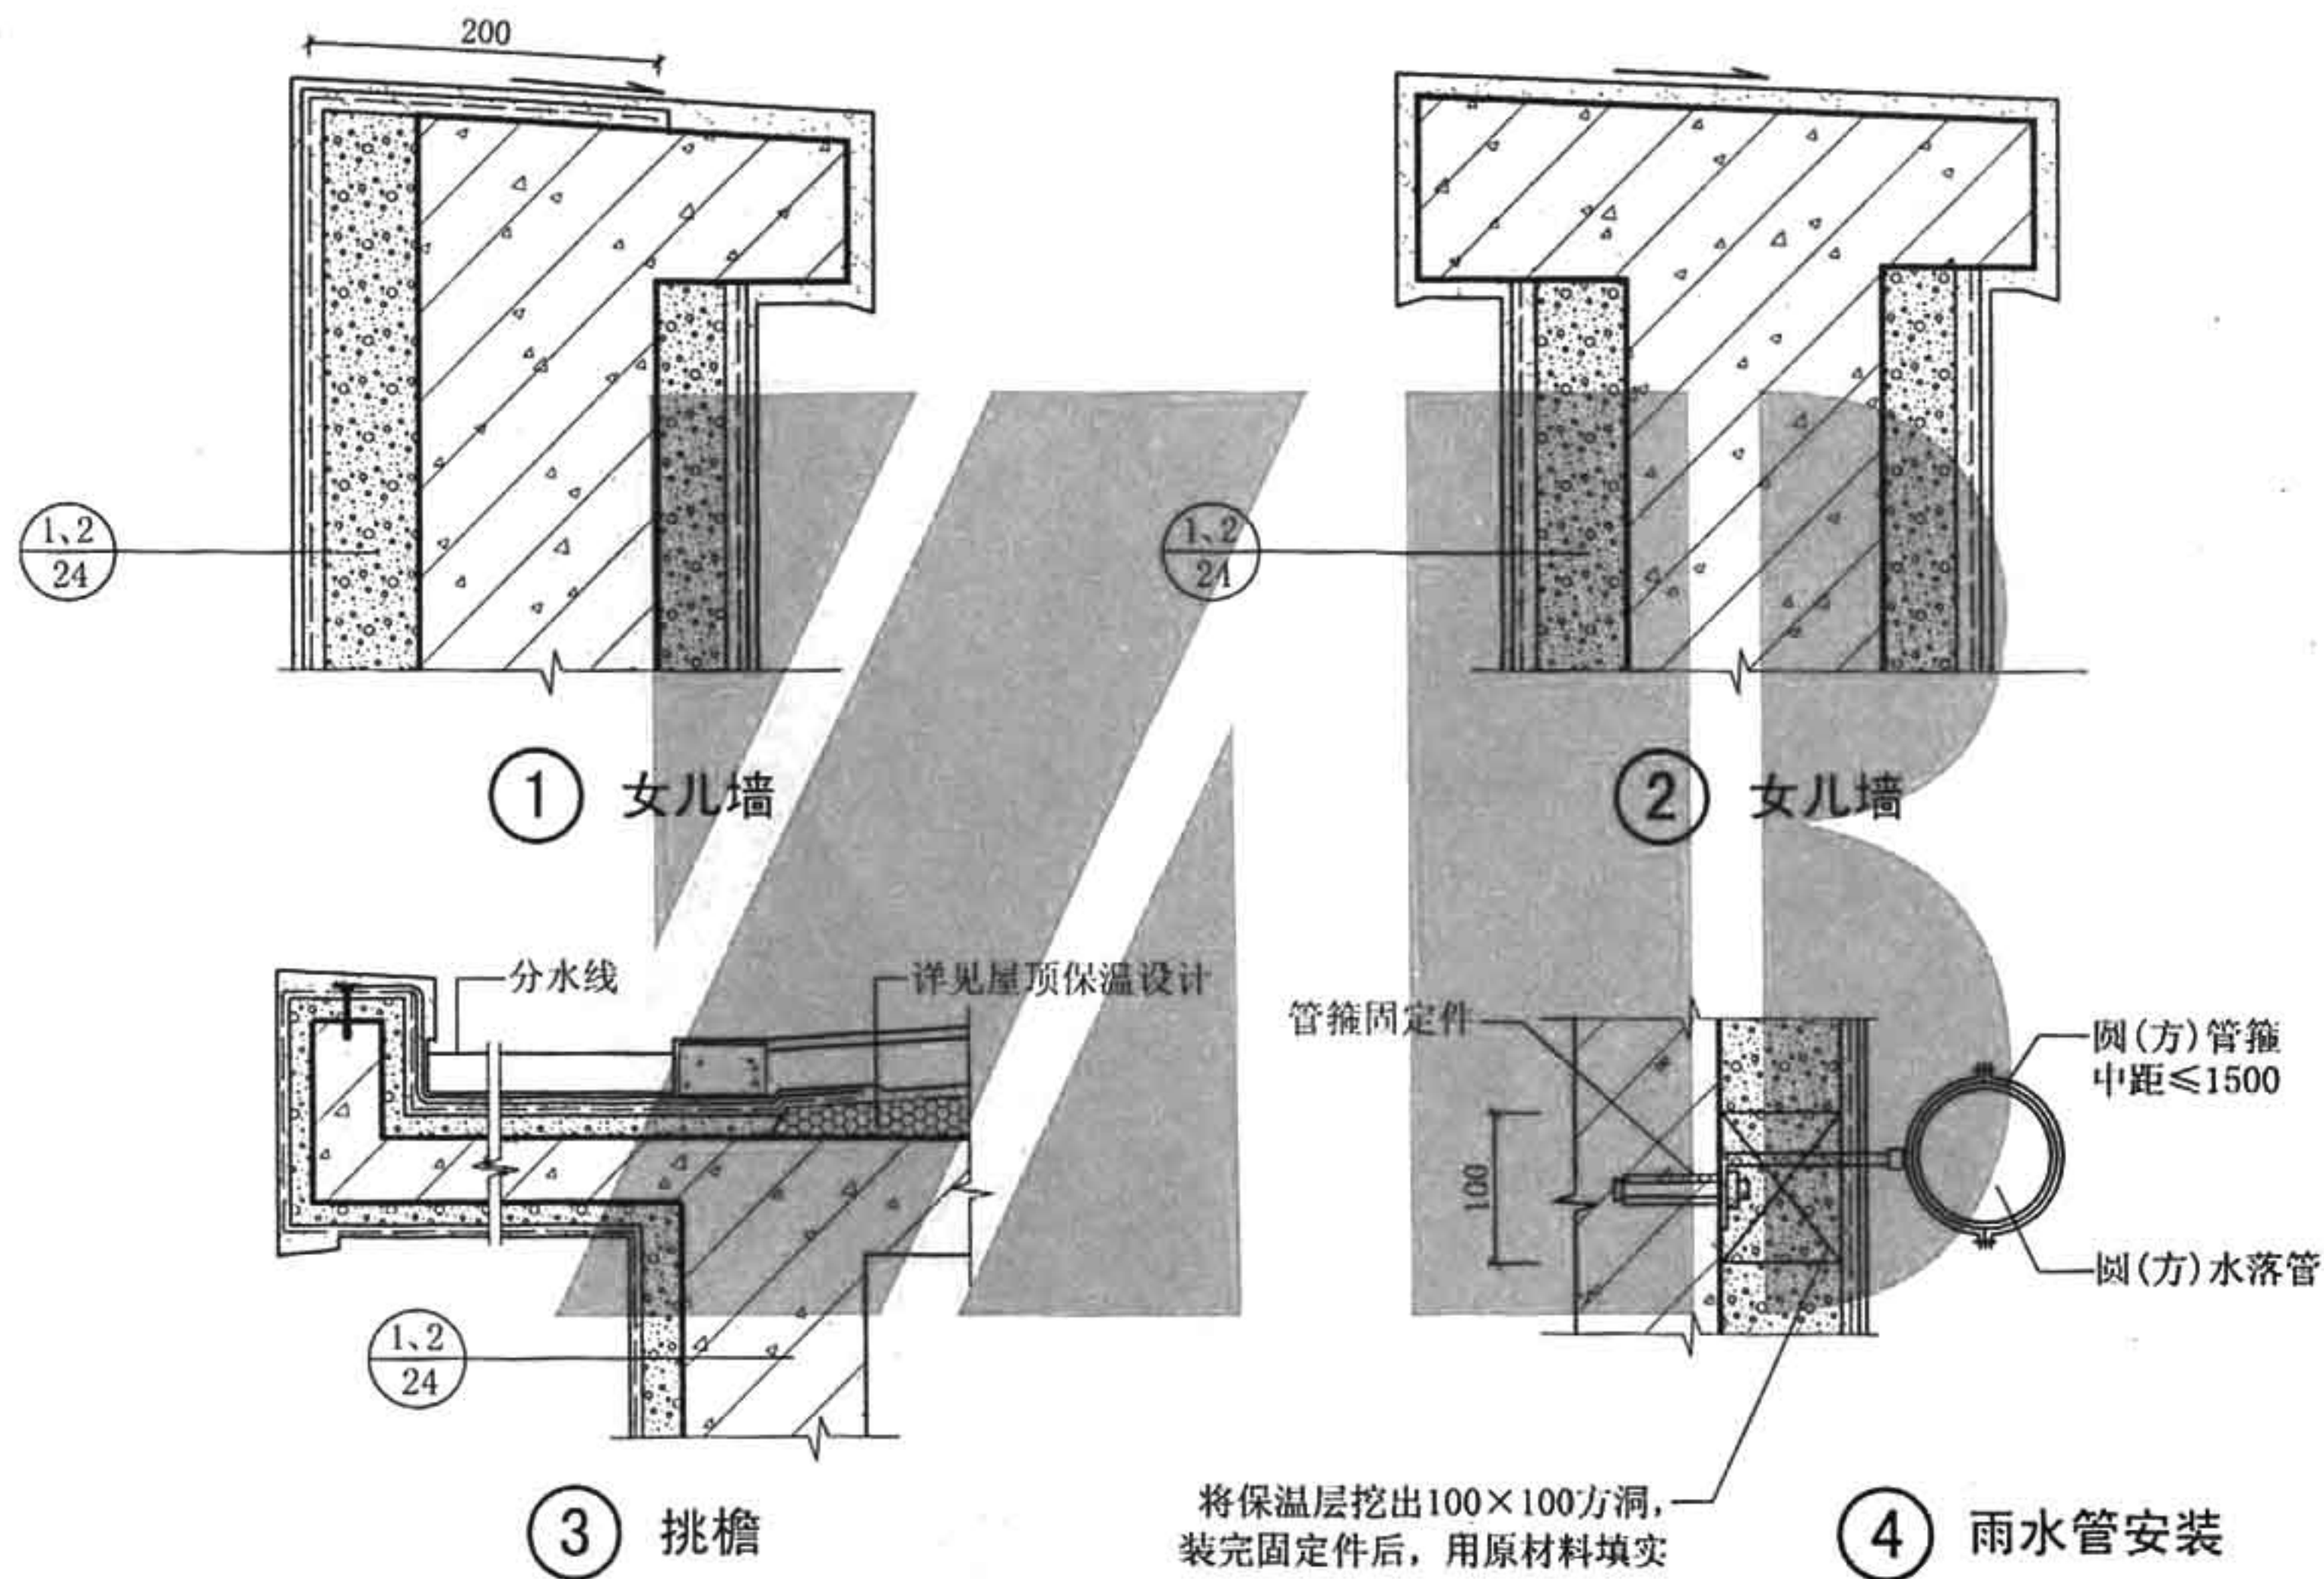 200
1、2
24
1、2
24
① 女儿墙
② 女儿墙
分水线
详见屋顶保温设计
管箍固定件
圆(方)管箍
中距≤1500
100
圆(方)水落管
1、2
24
将保温层挖出100×100方洞,
装完固定件后，用原材料填实
③ 挑檐
④ 雨水管安装